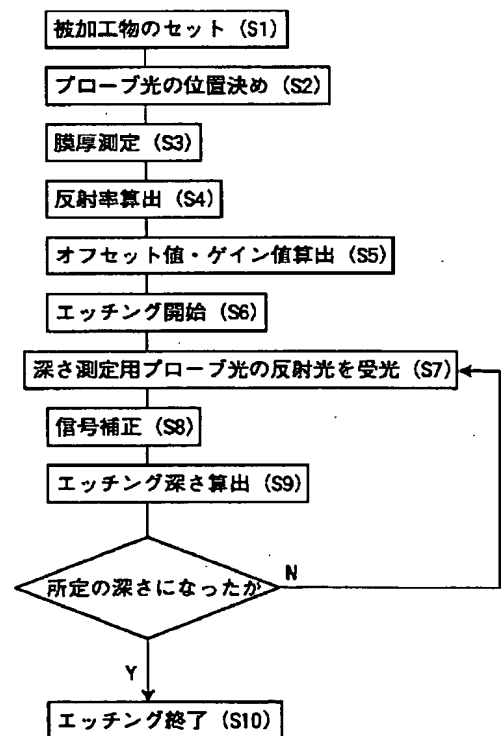 被加工物のセット (S1)
プローブ光の位置決め (S2)
膜厚測定 (S3)
反射率算出 (S4)
オフセット値・ゲイン値算出 (S5)
エッチング開始 (S6)
深さ測定用プローブ光の反射光を受光 (S7)
信号補正 (S8)
エッチング深さ算出 (S9)
所定の深さになったか
N
Y
エッチング終了 (S10)